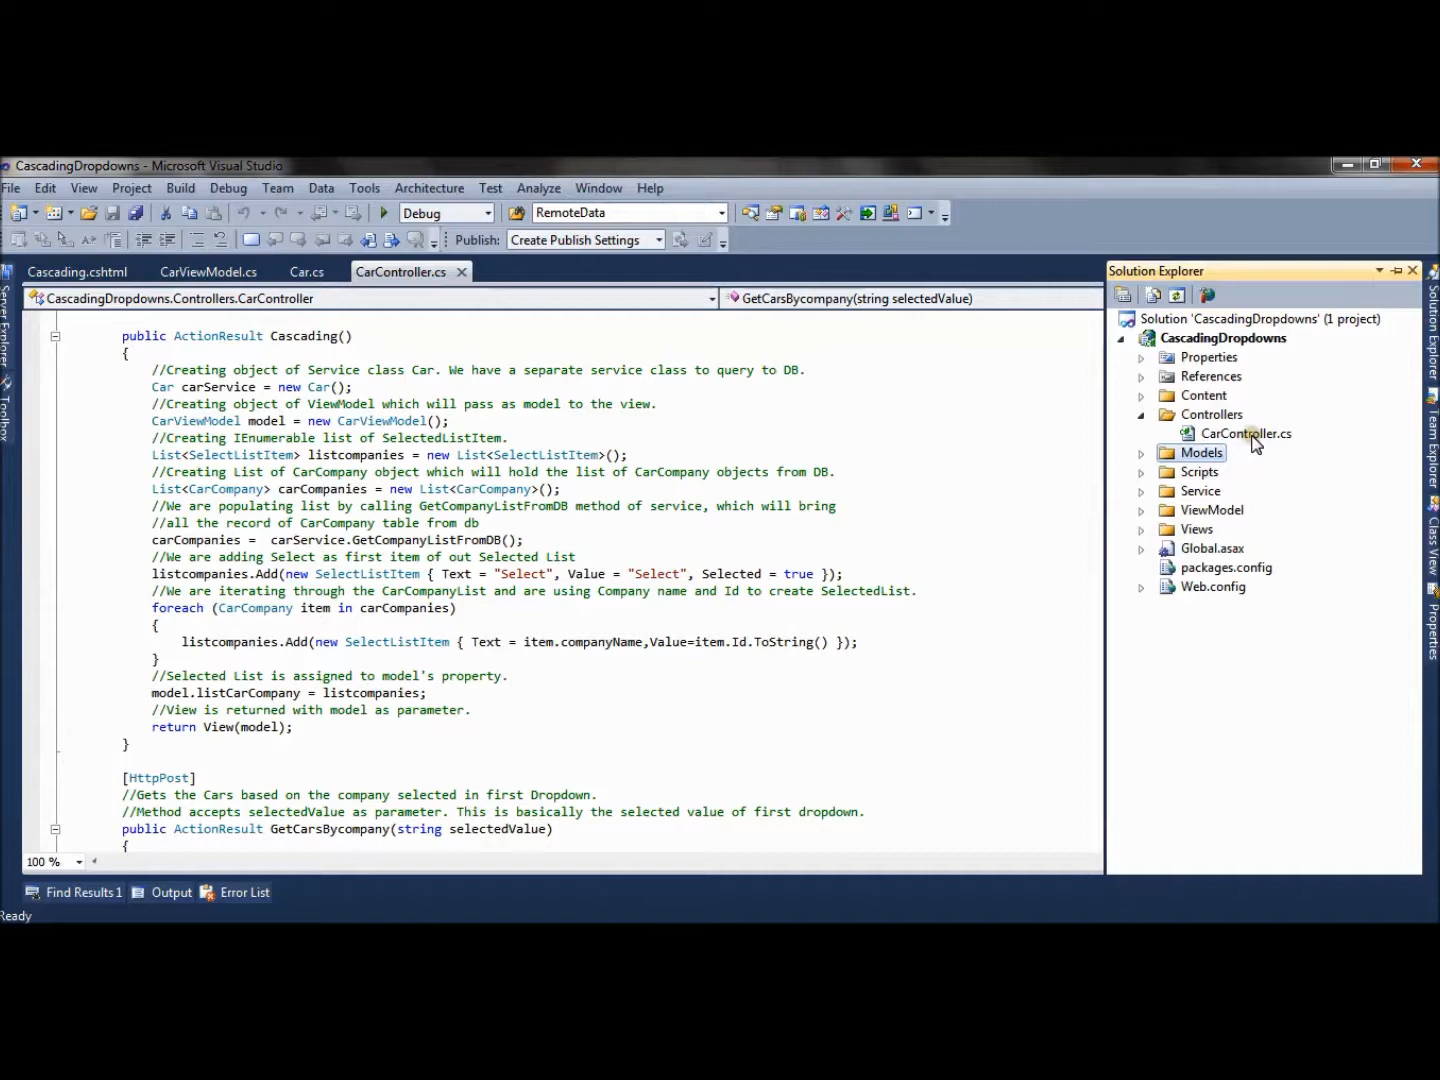 CascadingDropdowns - Microsoft Visual Studio
File Edit View Project Build Debug Team Data Tools Architecture Test Analyze Window Help
Debug RemoteData
Publish: Create Publish Settings
Cascading.cshtml CarViewModel.cs Car.cs CarController.cs
CascadingDropdowns.Controllers.CarController GetCarsBycompany(string selectedValue)
public ActionResult Cascading()
{
//Creating object of Service class Car. We have a separate service class to query to DB.
Car carService = new Car();
//Creating object of ViewModel which will pass as model to the view.
CarViewModel model = new CarViewModel();
//Creating IEnumerable list of SelectedListItem.
List<SelectListItem> listcompanies = new List<SelectListItem>();
//Creating List of CarCompany object which will hold the list of CarCompany objects from DB.
List<CarCompany> carCompanies = new List<CarCompany>();
//We are populating list by calling GetCompanyListFromDB method of service, which will bring
//all the record of CarCompany table from db
carCompanies =  carService.GetCompanyListFromDB();
//We are adding Select as first item of out Selected List
listcompanies.Add(new SelectListItem { Text = "Select", Value = "Select", Selected = true });
//We are iterating through the CarCompanyList and are using Company name and Id to create SelectedList.
foreach (CarCompany item in carCompanies)
{
listcompanies.Add(new SelectListItem { Text = item.companyName,Value=item.Id.ToString() });
}
//Selected List is assigned to model's property.
model.listCarCompany = listcompanies;
//View is returned with model as parameter.
return View(model);
}
[HttpPost]
//Gets the Cars based on the company selected in first Dropdown.
//Method accepts selectedValue as parameter. This is basically the selected value of first dropdown.
public ActionResult GetCarsBycompany(string selectedValue)
{
100 %
Find Results 1 Output Error List
Ready
Solution Explorer
Solution 'CascadingDropdowns' (1 project)
CascadingDropdowns
Properties
References
Content
Controllers
CarController.cs
Models
Scripts
Service
ViewModel
Views
Global.asax
packages.config
Web.config
Server Explorer
Toolbox
Solution Explorer
Team Explorer
Class View
Properties